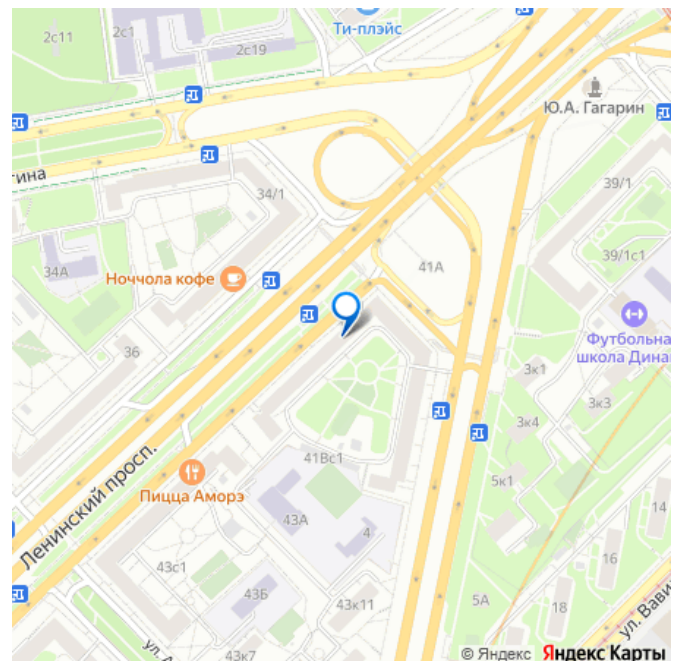 2с11
2с1
2с19
Ти-плэйс
Ю.А. Гагарин
гина
34/1
39/1
34А
Ноччола кофе
41А
39/1с1
36
Футбольна
школа Дина
3к1
3к3
3к4
41Вс1
5к1
Ленинский просп.
Пицца Аморэ
43А
4
14
43с1
16
43Б
5А
43к11
18
ул. Вави
ул. А
43к7
© Яндекс Яндекс Карты